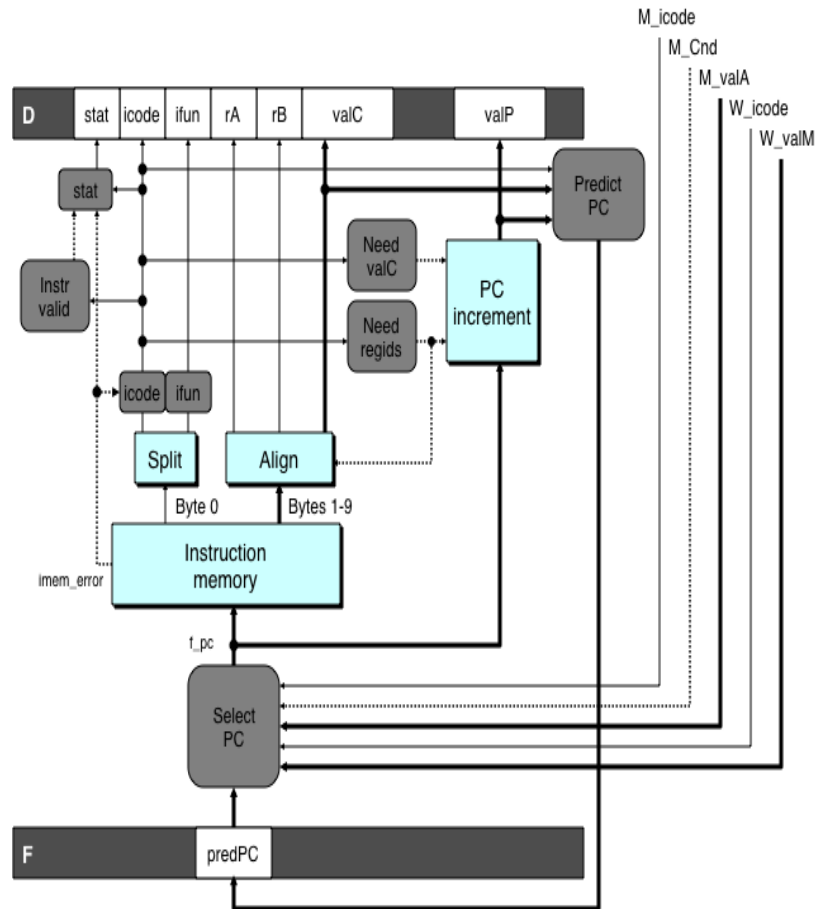 M_icode
M_Cnd
M_valA
W_icode
W_valM
D stat icode ifun rA rB valC valP
stat
Predict
PC
Need
valC
Instr
valid
PC
increment
Need
regids
icode ifun
Split Align
Byte 0 Bytes 1-9
Instruction
memory
imem_error
f_pc
Select
PC
F predPC